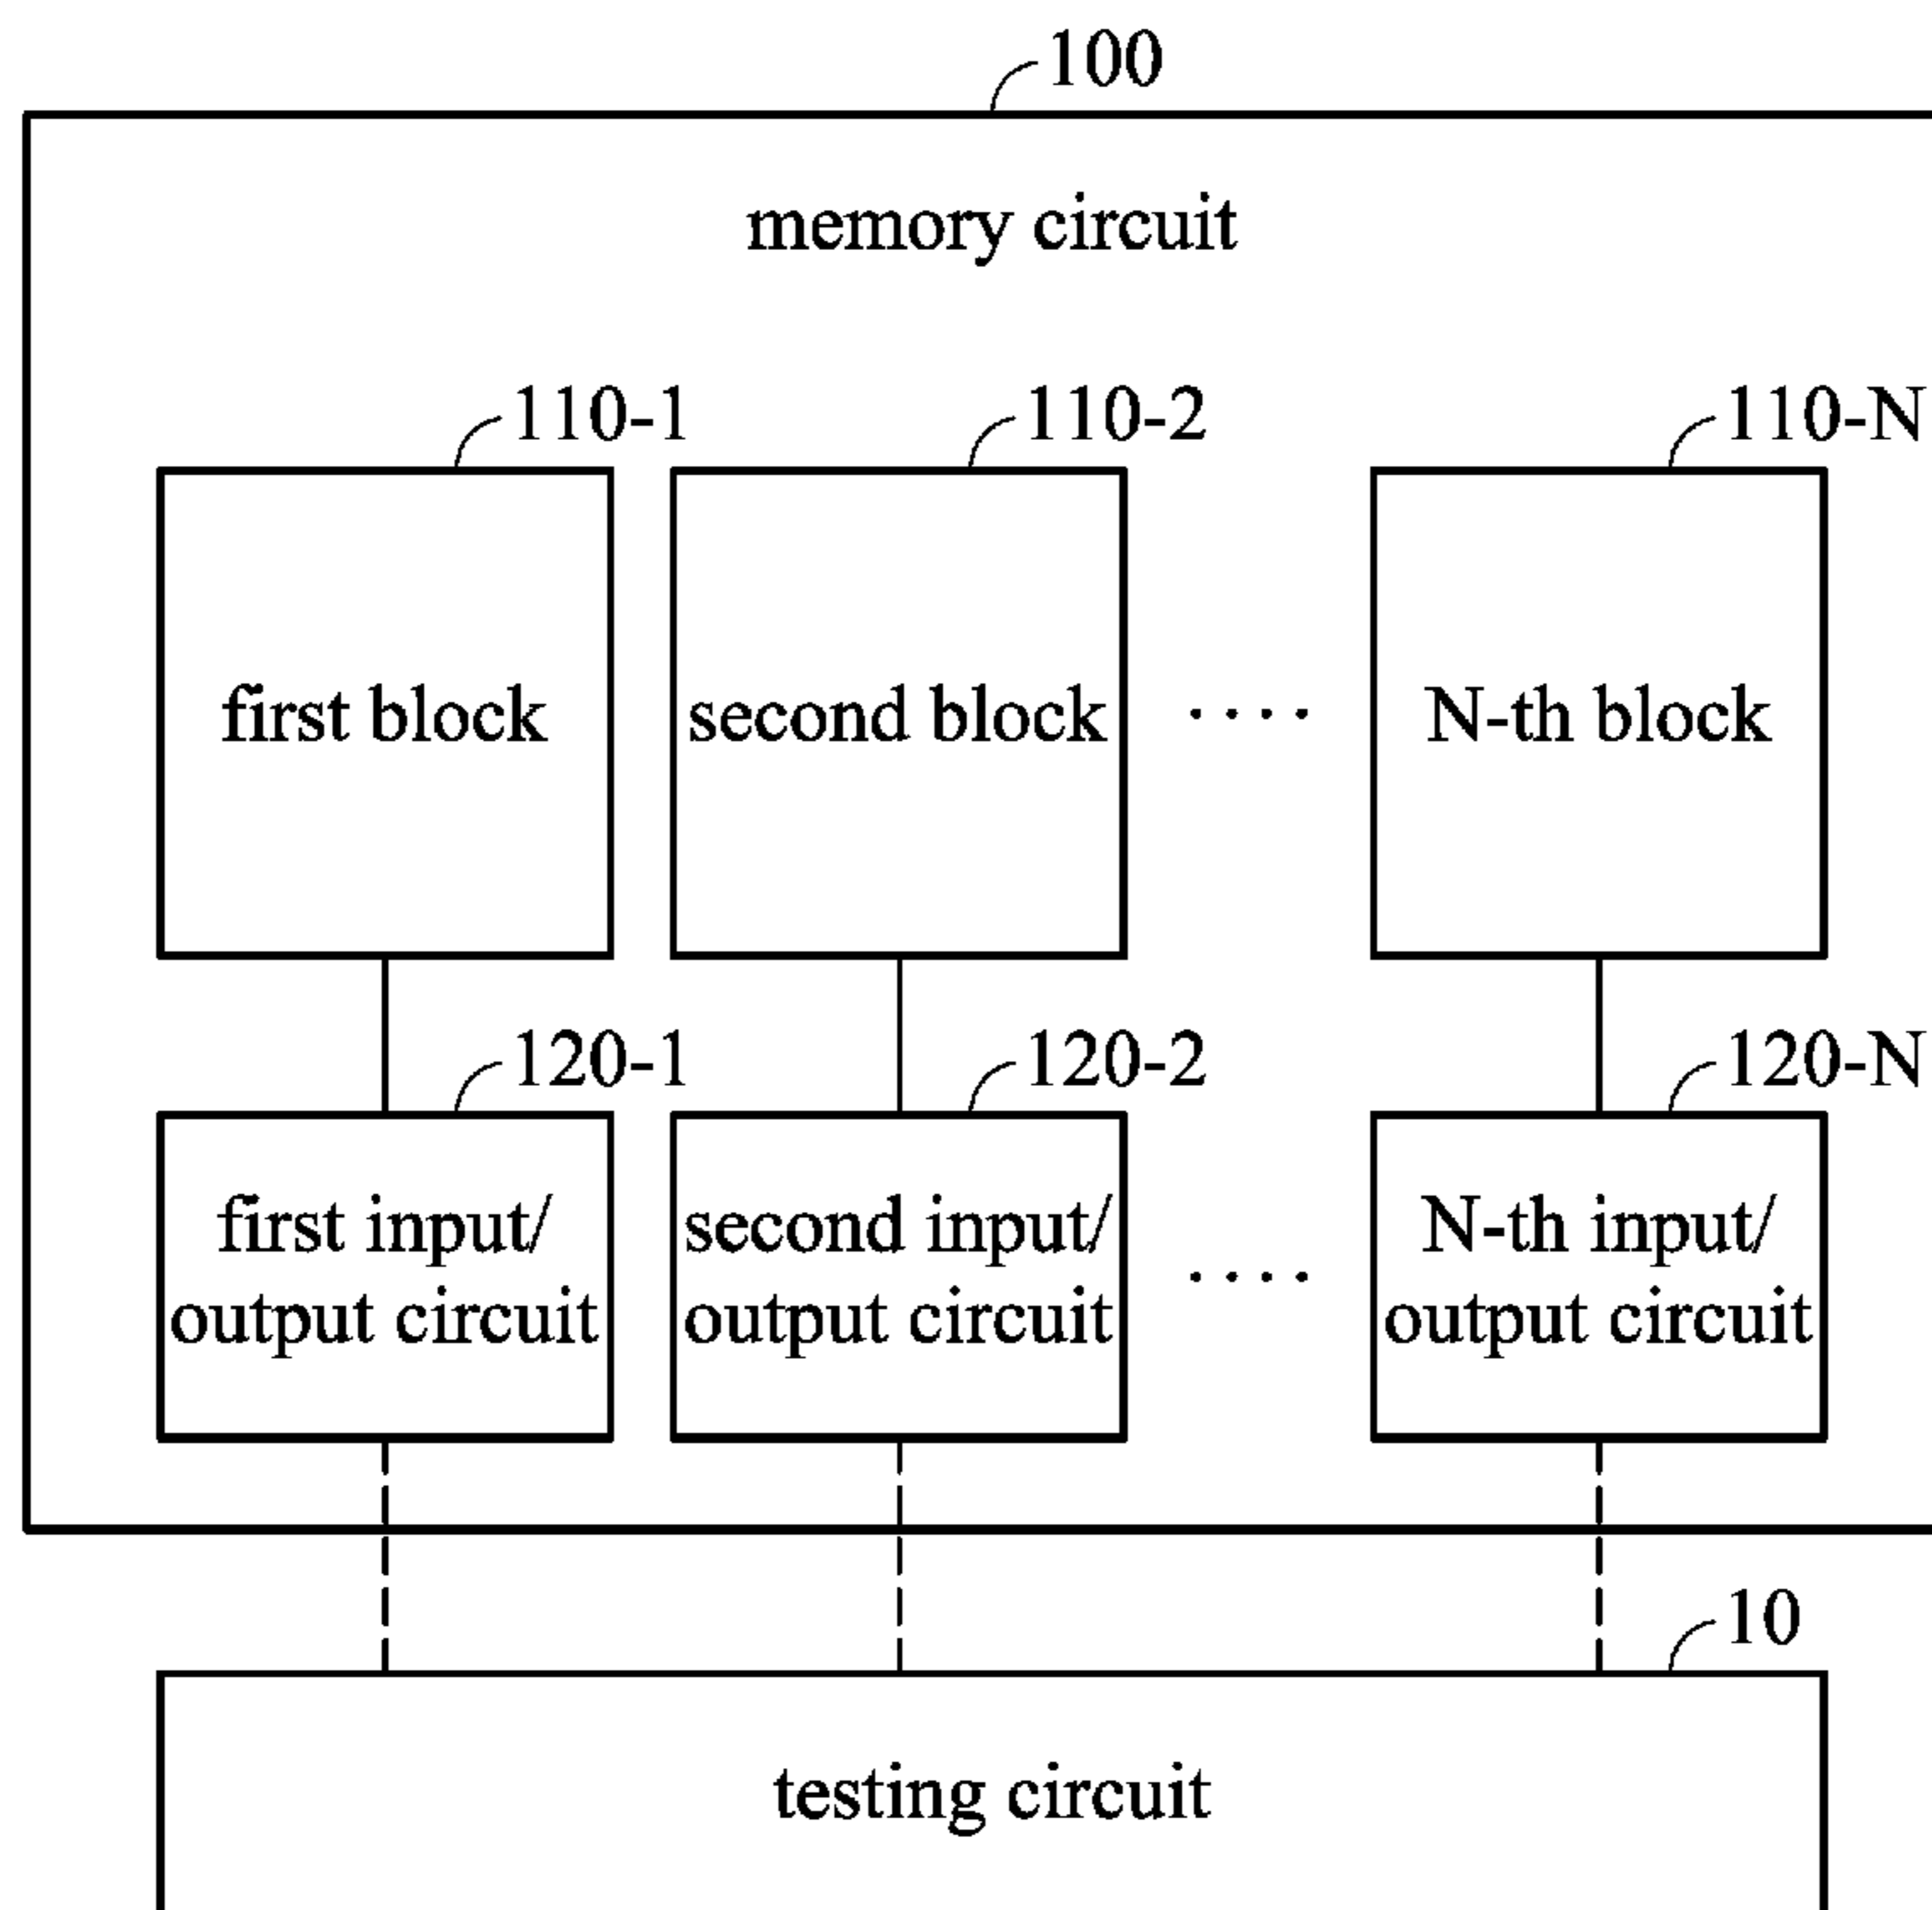 100
memory circuit
110-1 110-2 110-N
first block second block .... N-th block
120-1 120-2 120-N
first input/ second input/ N-th input/
output circuit output circuit .... output circuit
10
testing circuit